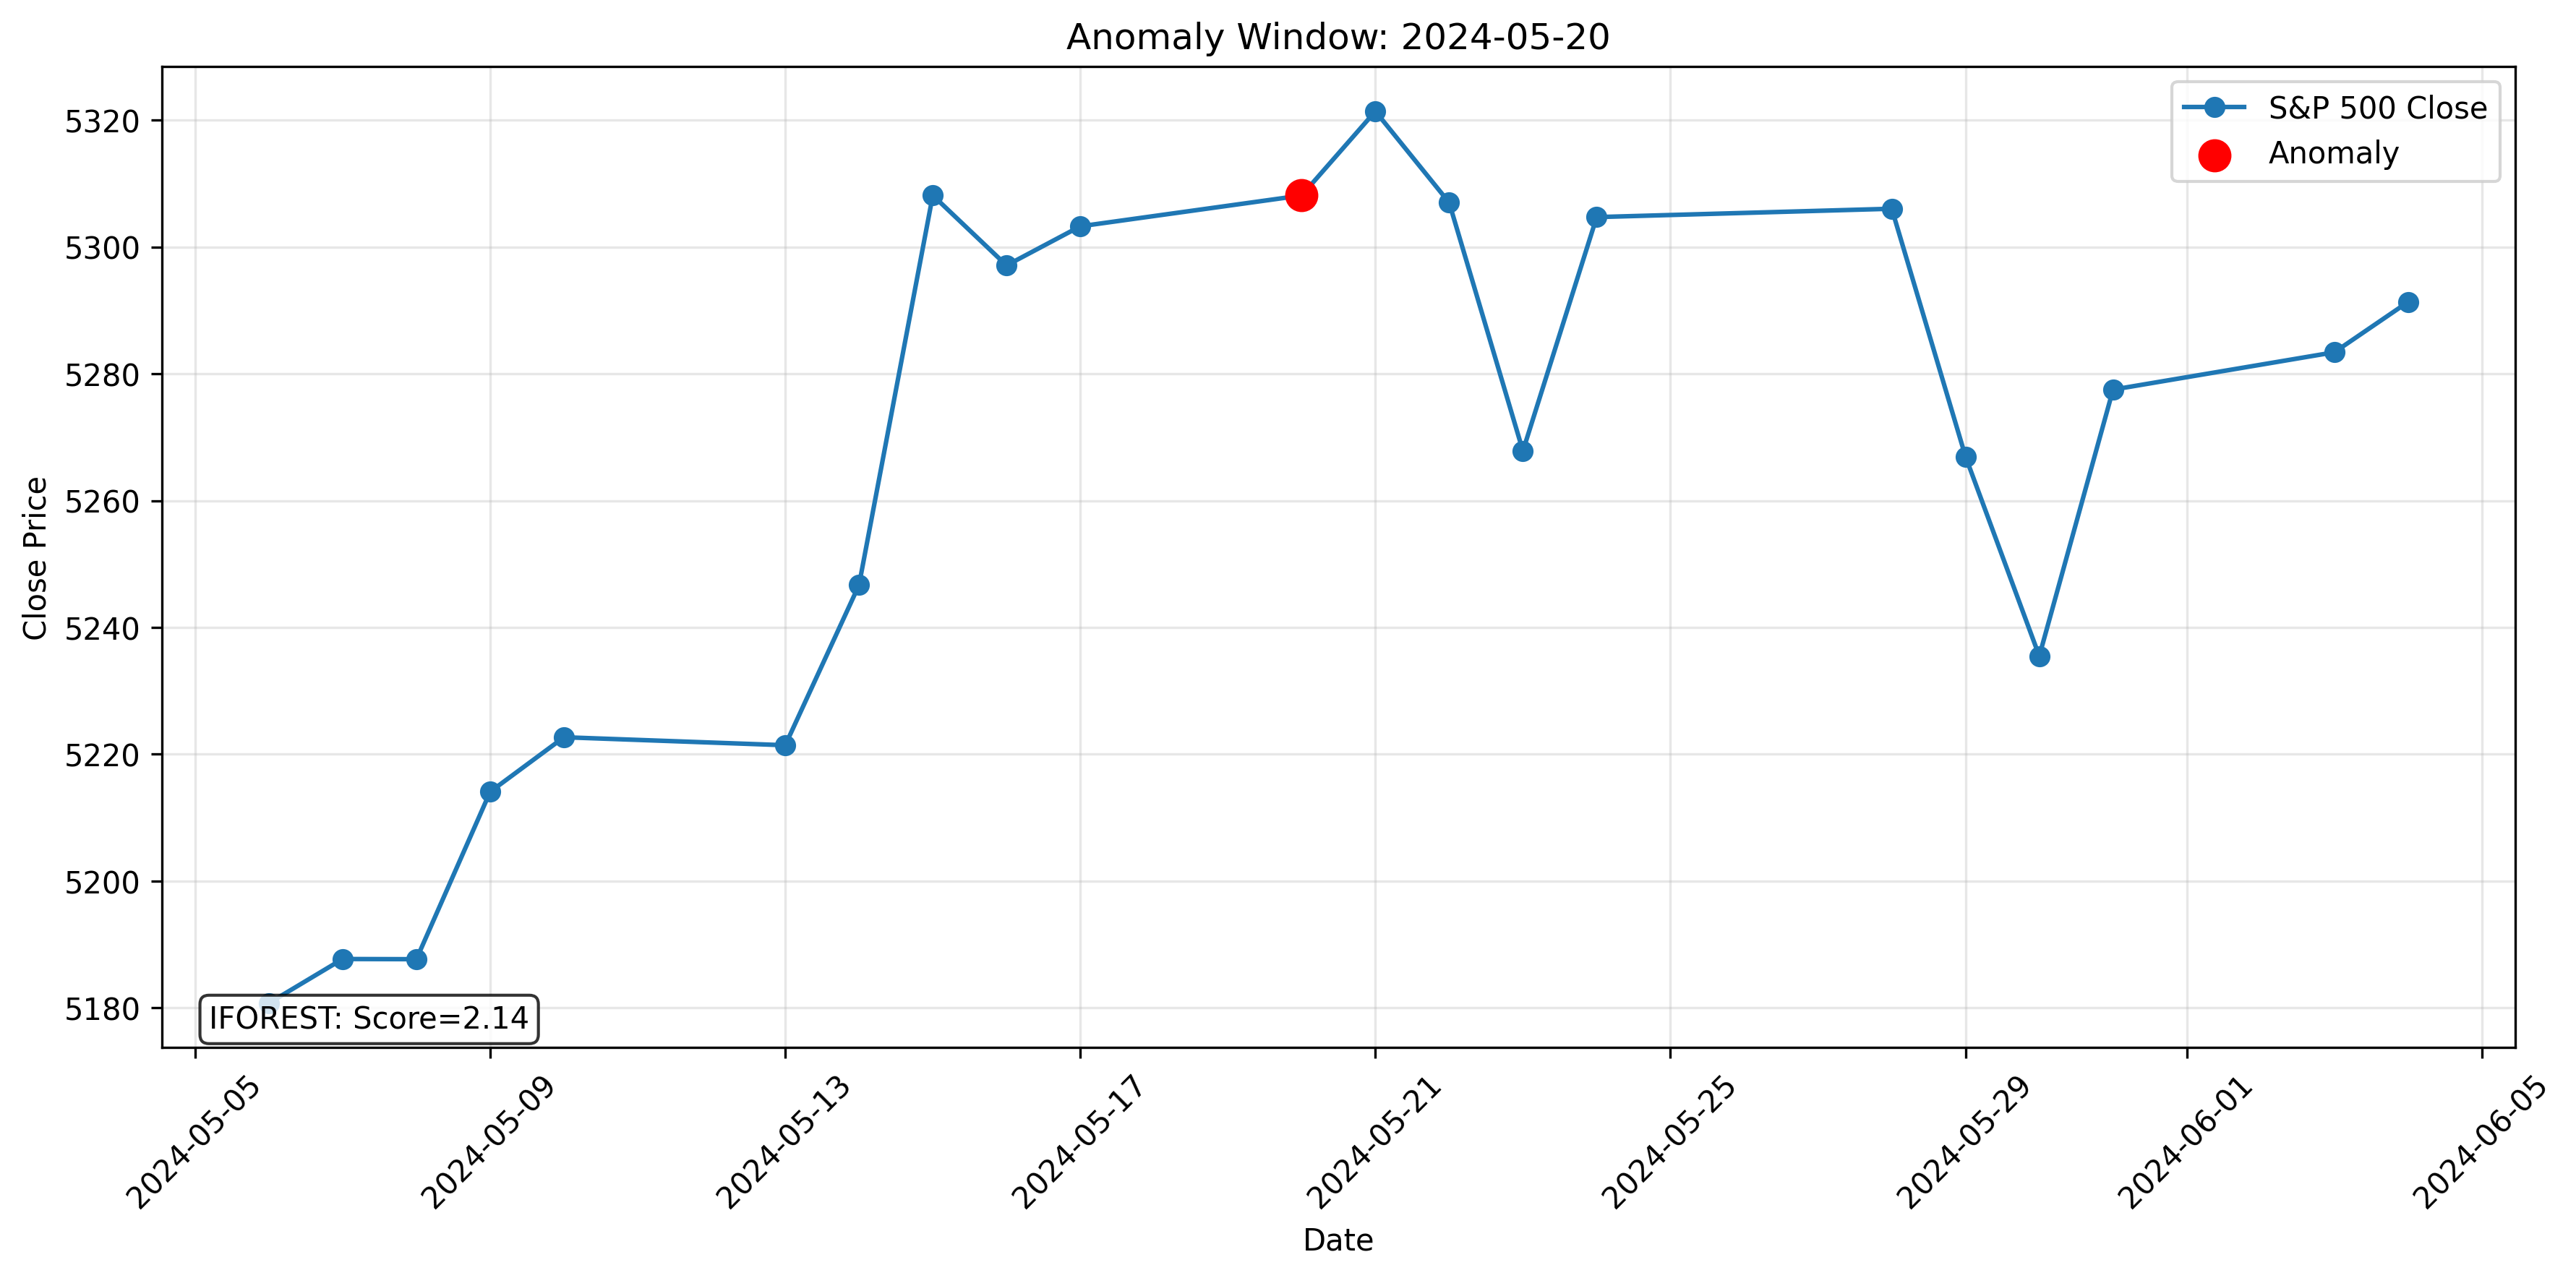 Anomaly Window: 2024-05-20
S&P 500 Close
Anomaly
Close Price
5320
5300
5280
5260
5240
5220
5200
5180
IFOREST: Score=2.14
2024-05-05
2024-05-09
2024-05-13
2024-05-17
2024-05-21
2024-05-25
2024-05-29
2024-06-01
2024-06-05
Date